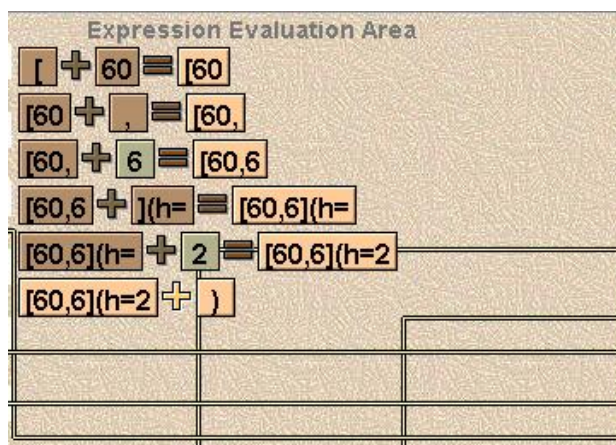 Expression Evaluation Area
[ + 60 = [60
[60 + , = [60,
[60, + 6 = [60,6
[60,6 + ](h= = [60,6](h=
[60,6](h= + 2 = [60,6](h=2
[60,6](h=2 + )